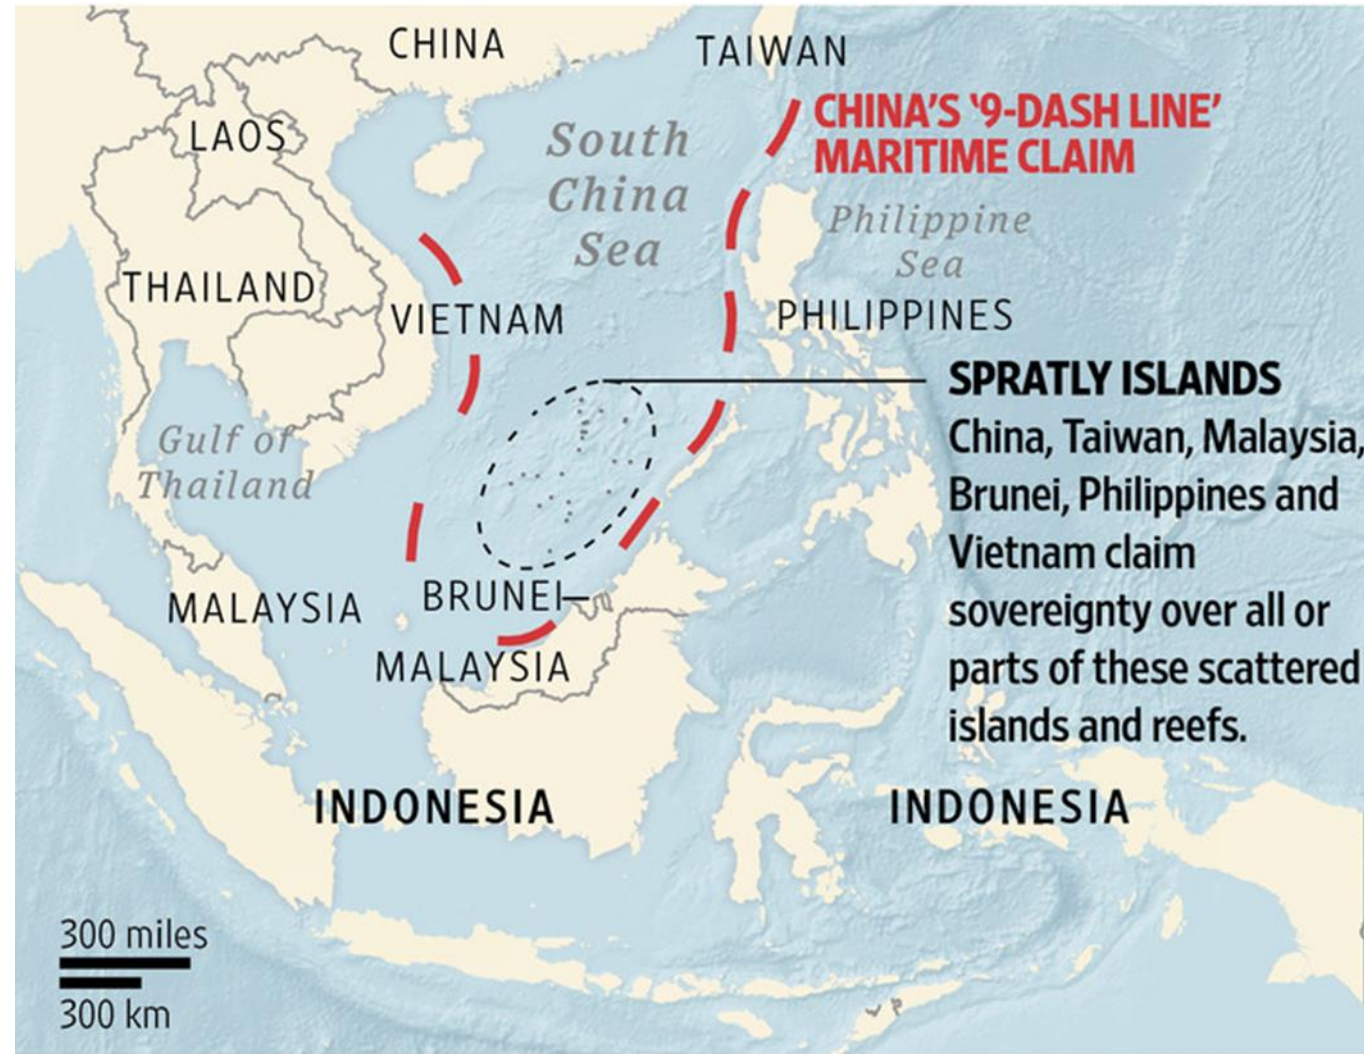 CHINA
TAIWAN
CHINA'S ‘9-DASH LINE’
MARITIME CLAIM
LAOS
South
China
Sea
Philippine
Sea
THAILAND
VIETNAM
PHILIPPINES
SPRATLY ISLANDS
China, Taiwan, Malaysia,
Brunei, Philippines and
Vietnam claim
sovereignty over all or
parts of these scattered
islands and reefs.
Gulf of
Thailand
MALAYSIA
BRUNEI
MALAYSIA
INDONESIA
INDONESIA
300 miles
300 km